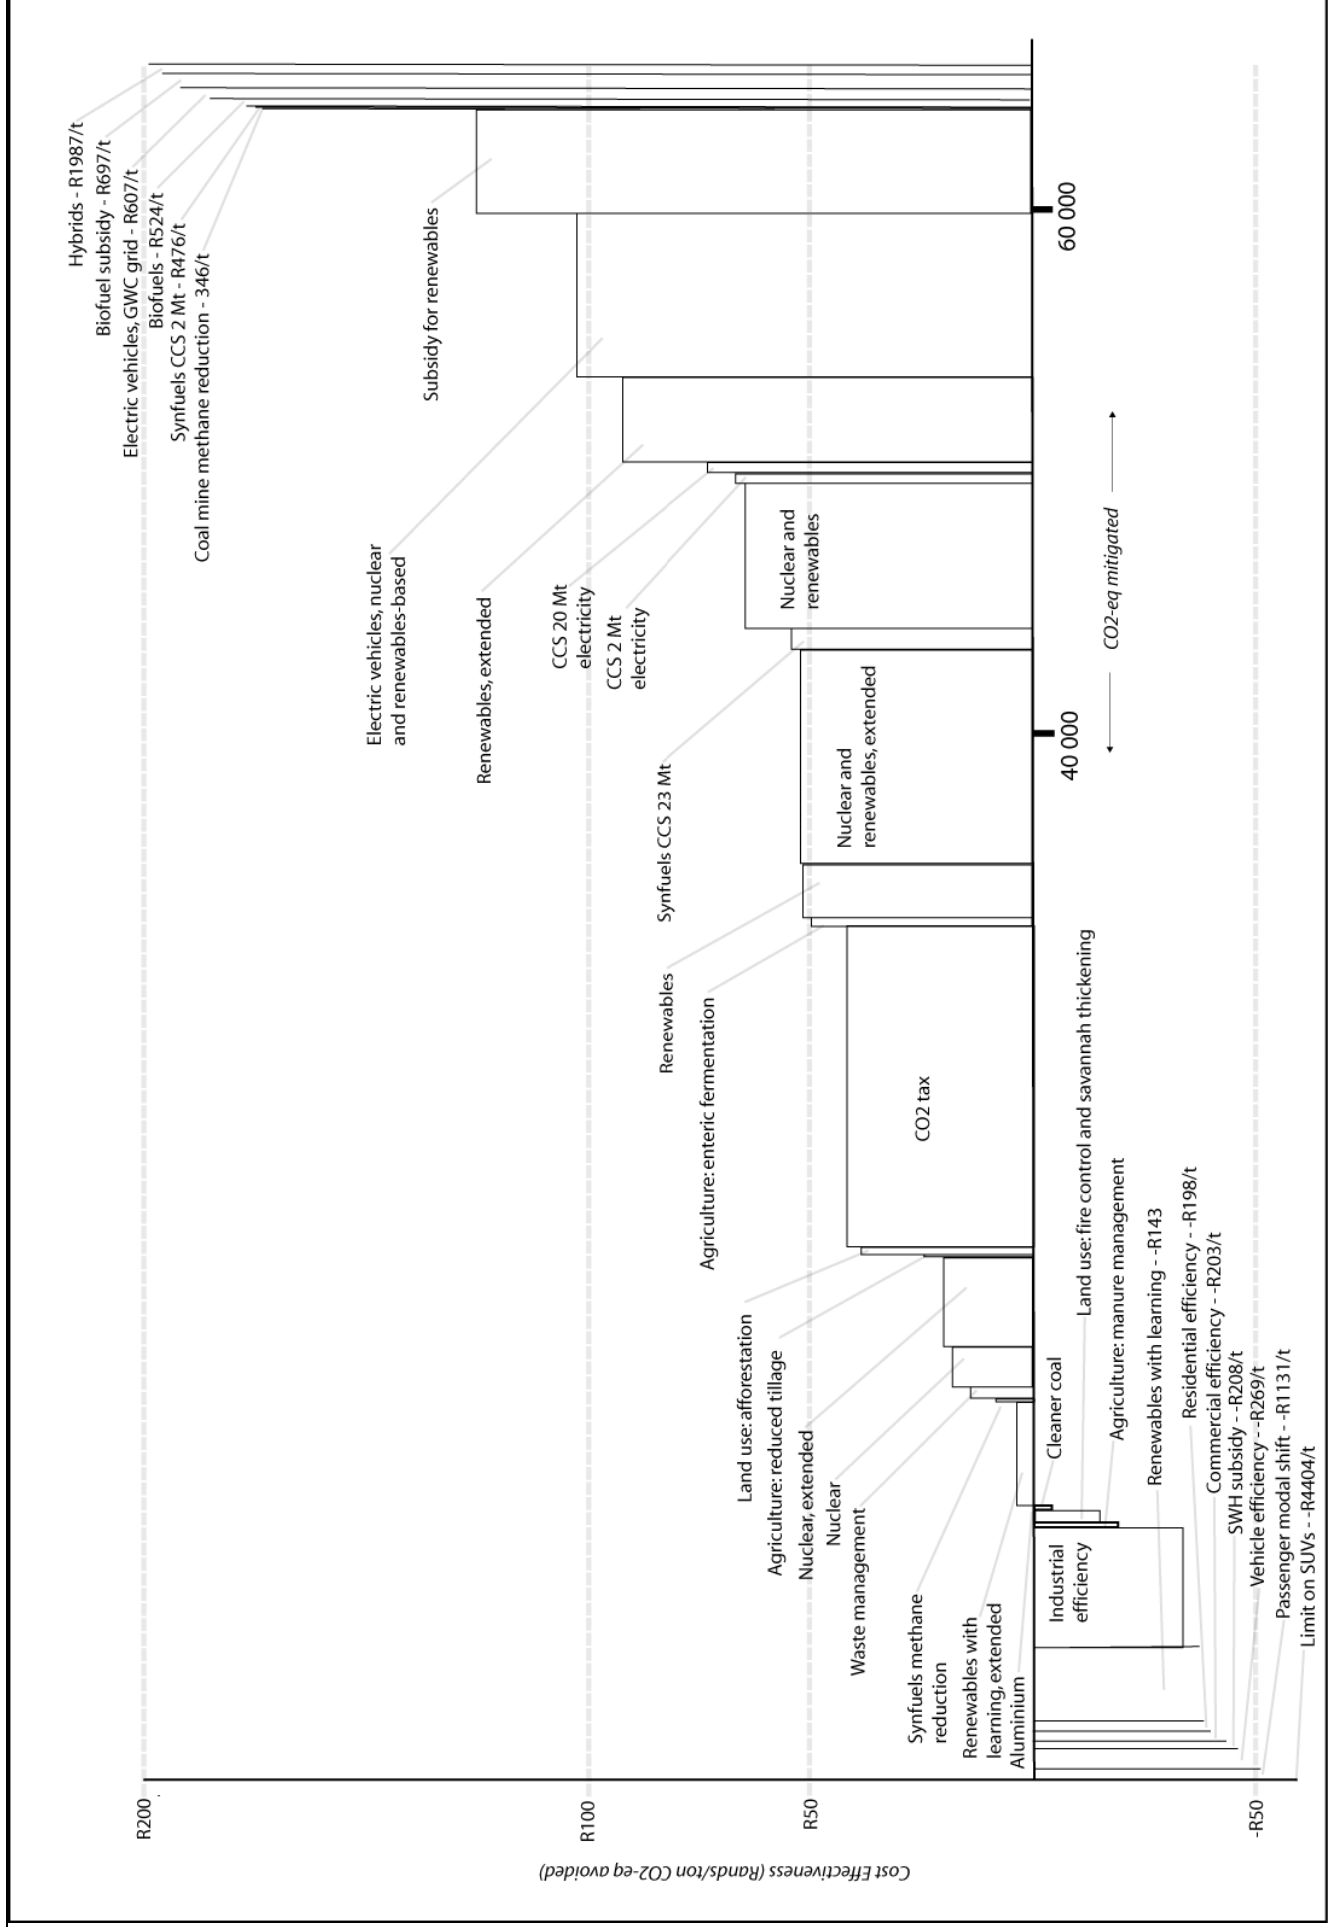 Hybrids - R1987/t
Biofuel subsidy - R697/t
Electric vehicles, GWC grid - R607/t
Biofuels - R524/t
Synfuels CCS 2 Mt - R476/t
Coal mine methane reduction - 346/t
Subsidy for renewables
Electric vehicles, nuclear
and renewables-based
Renewables, extended
CCS 20 Mt
electricity
CCS 2 Mt
electricity
Nuclear and
renewables
Synfuels CCS 23 Mt
Nuclear and
renewables, extended
Renewables
Agriculture: enteric fermentation
CO2 tax
Land use: afforestation
Agriculture: reduced tillage
Nuclear, extended
Nuclear
Waste management
Synfuels methane
reduction
Renewables with
learning, extended
Aluminium
Cleaner coal
Land use: fire control and savannah thickening
Agriculture: manure management
Industrial
efficiency
Renewables with learning - -R143
Residential efficiency - -R198/t
Commercial efficiency - -R203/t
SWH subsidy - -R208/t
Vehicle efficiency - -R269/t
Passenger modal shift - -R1131/t
Limit on SUVs - -R4404/t
R200
R100
R50
-R50
Cost Effectiveness (Rands/ton CO2-eq avoided)
40 000
60 000
CO2-eq mitigated